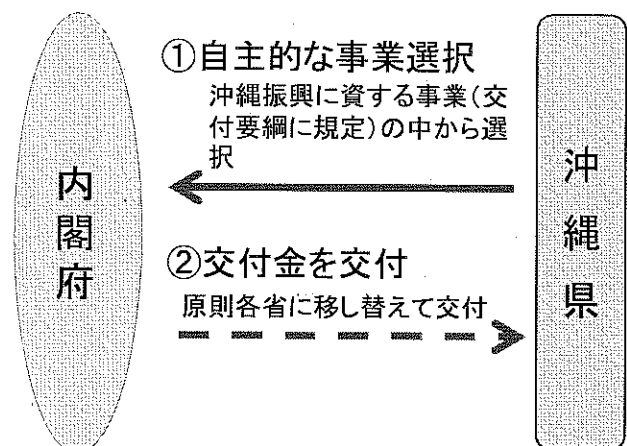 ①自主的な事業選択
沖縄振興に資する事業(交
付要綱に規定)の中から選
択
内閣府
沖縄県
②交付金を交付
原則各省に移し替えて交付